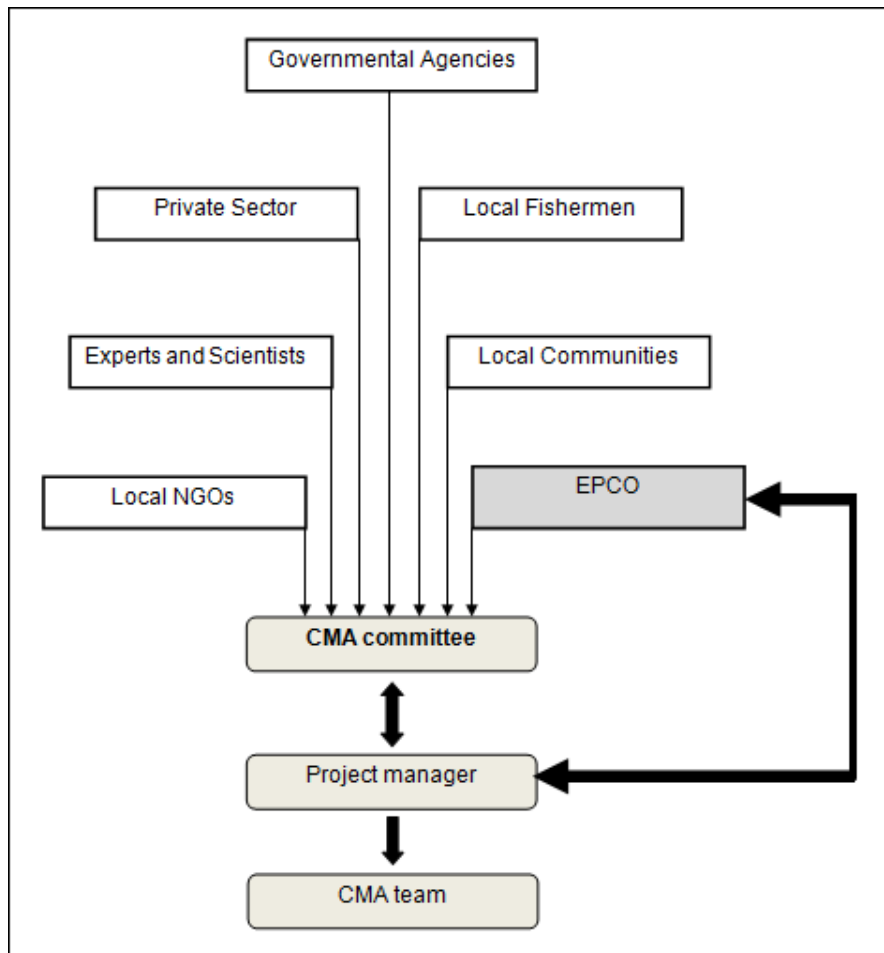 Governmental Agencies
Private Sector
Local Fishermen
Experts and Scientists
Local Communities
Local NGOs
EPCO
CMA committee
Project manager
CMA team